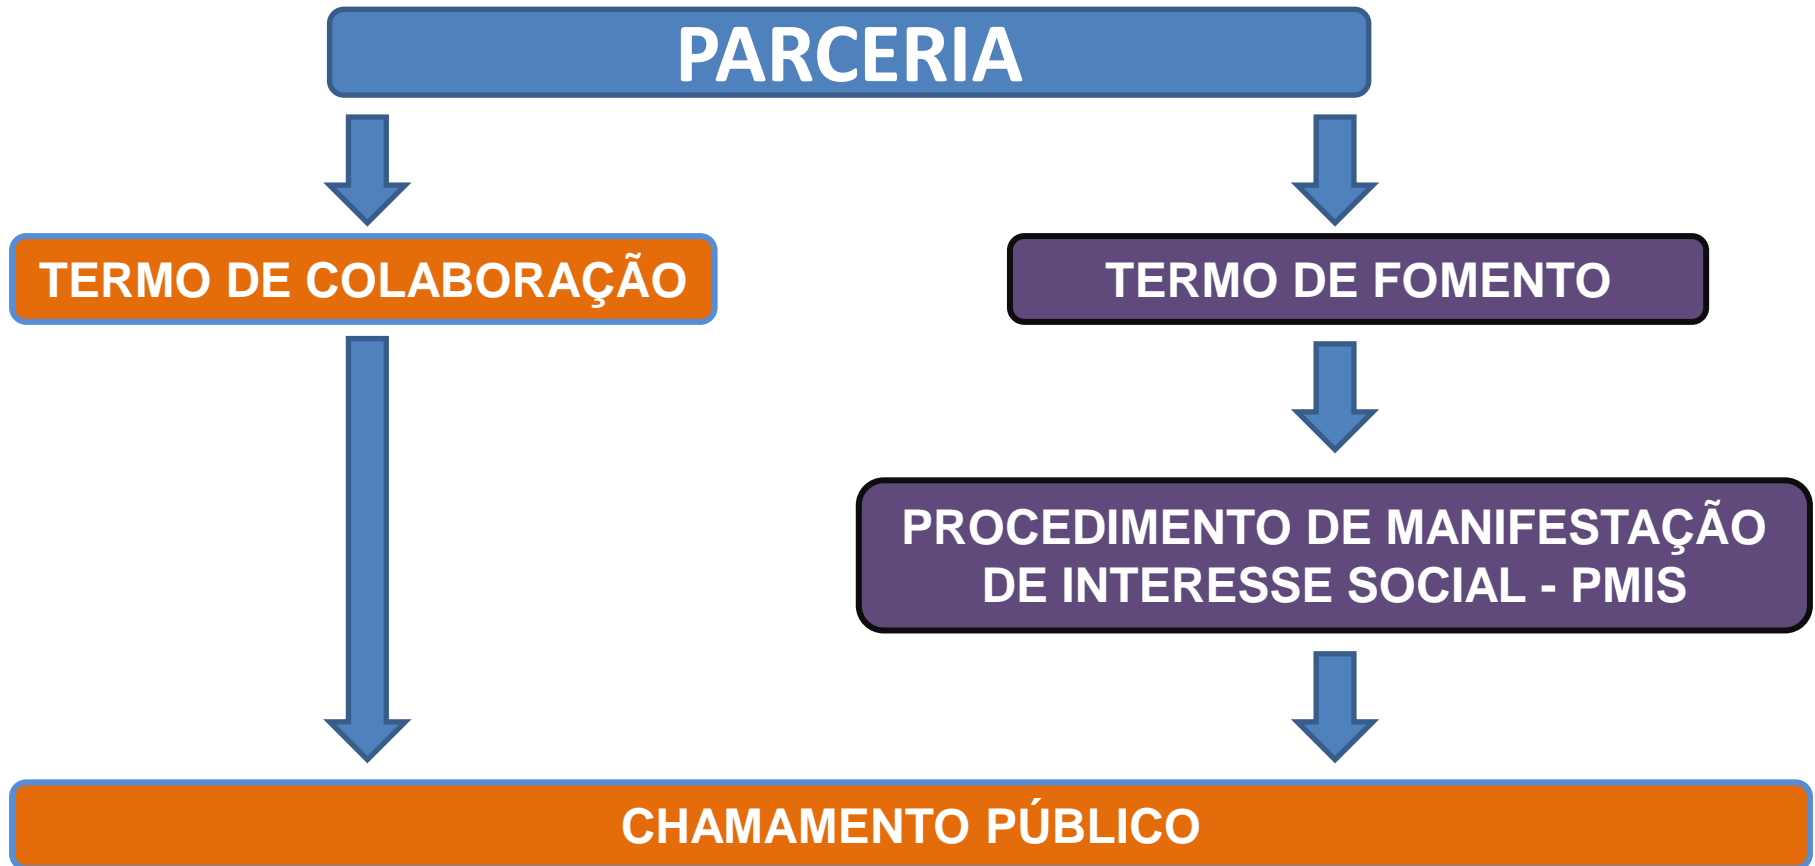 PARCERIA
TERMO DE COLABORAÇÃO
TERMO DE FOMENTO
PROCEDIMENTO DE MANIFESTAÇÃO
DE INTERESSE SOCIAL - PMIS
CHAMAMENTO PÚBLICO